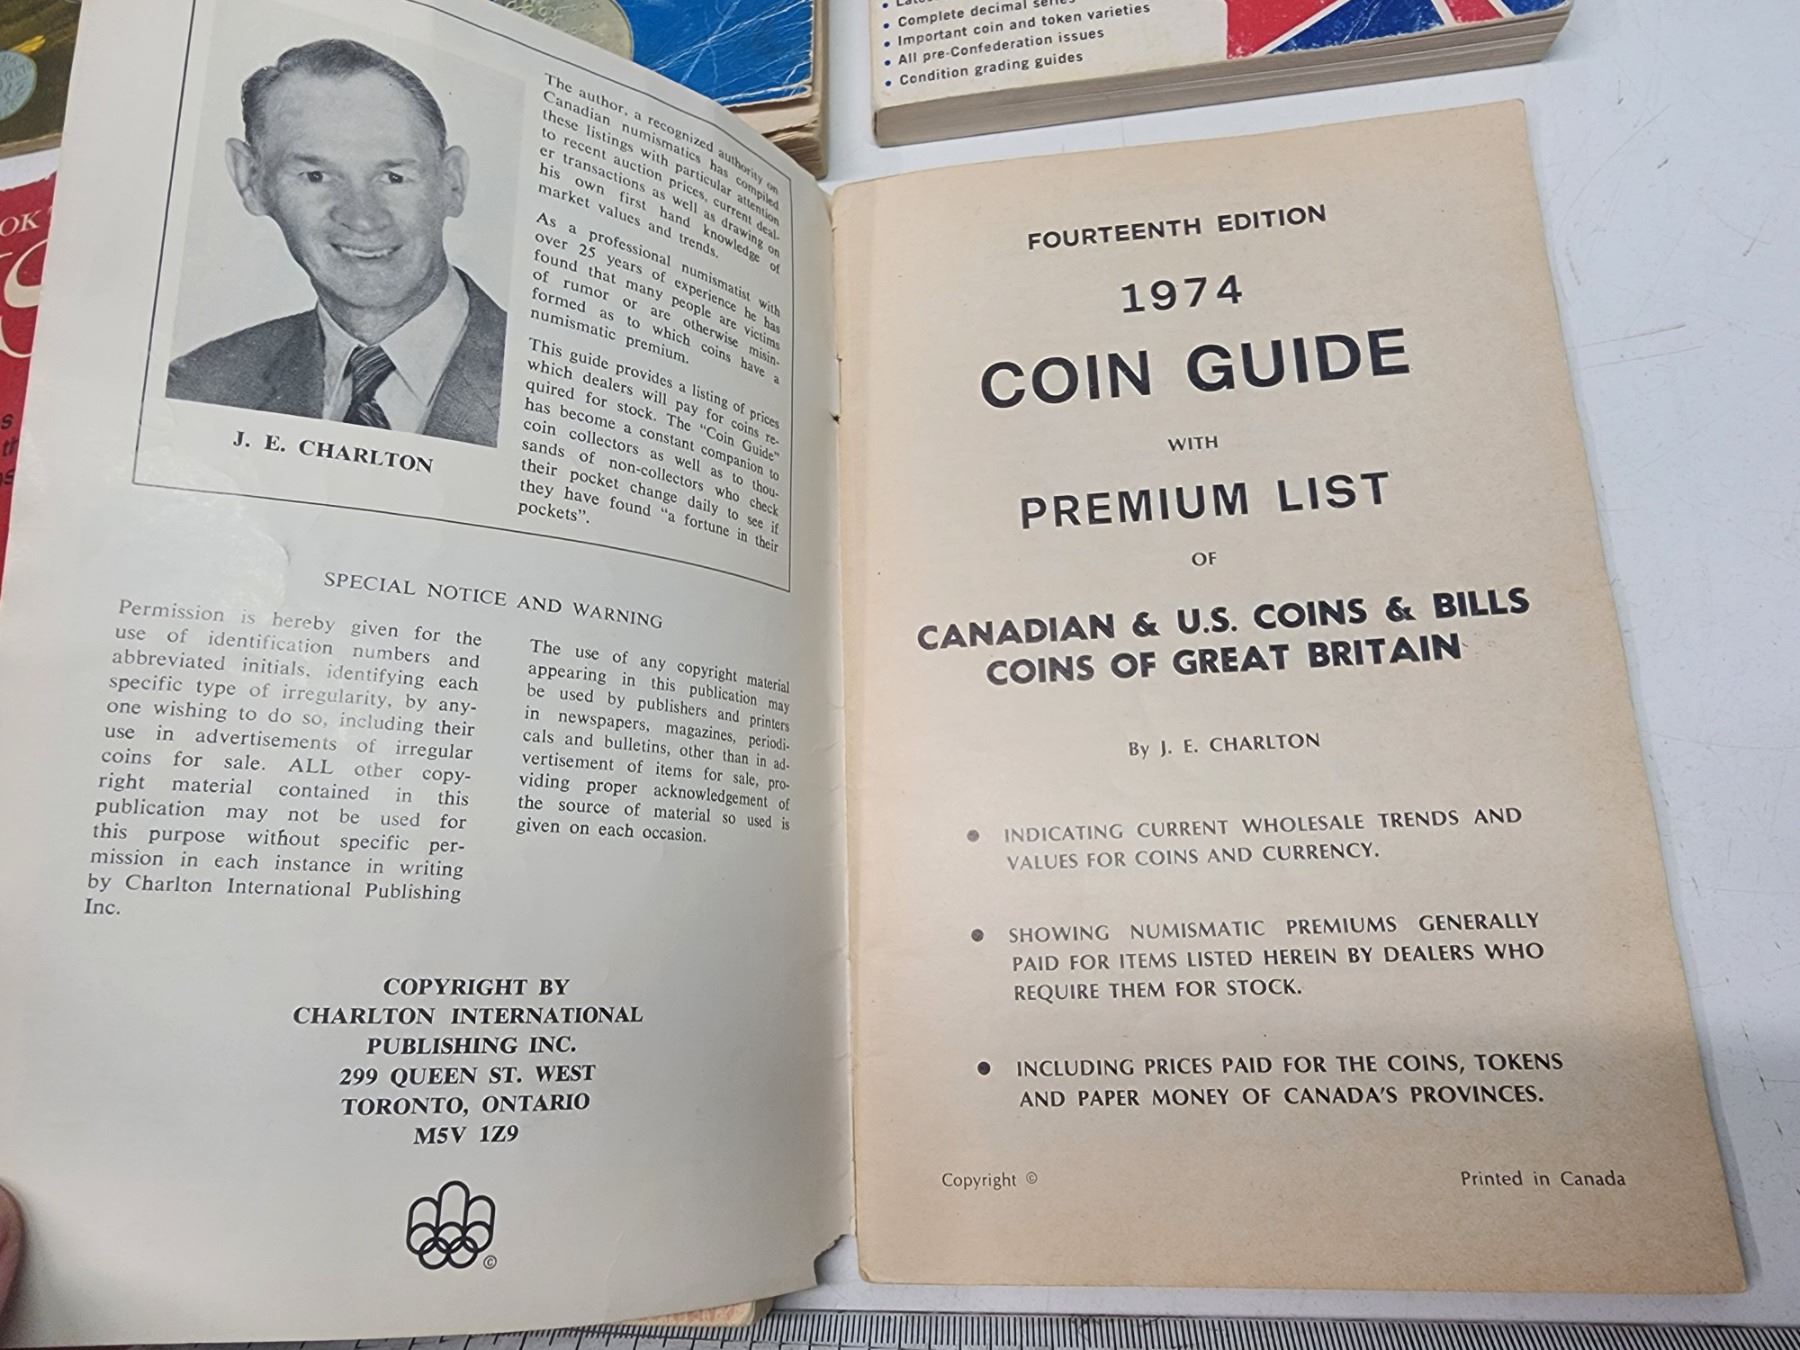 • Complete decimal
• Important coin and token varieties
• All pre-Confederation issues
• Condition grading guides
The author, a recognized authority on
Canadian numismatics has compiled
these listings with particular attention
to recent auction prices, current deal-
er transactions as well as drawing on
his own first hand knowledge of
market values and trends.
As a professional numismatist with
over 25 years of experience he has
found that many people are victims
of rumor or are otherwise misin-
formed as to which coins have a
numismatic premium.
This guide provides a listing of prices
which dealers will pay for coins re-
quired for stock. The "Coin Guide"
has become a constant companion to
coin collectors as well as to thou-
sands of non-collectors who check
their pocket change daily to see if
they have found "a fortune in their
pockets".
J. E. CHARLTON
SPECIAL NOTICE AND WARNING
Permission is hereby given for the
use of identification numbers and
abbreviated initials, identifying each
specific type of irregularity, by any-
one wishing to do so, including their
use in advertisements of irregular
coins for sale. ALL other copy-
right material contained in this
publication may not be used for
this purpose without specific per-
mission in each instance in writing
by Charlton International Publishing
Inc.
The use of any copyright material
appearing in this publication may
be used by publishers and printers
in newspapers, magazines, periodi-
cals and bulletins, other than in ad-
vertisement of items for sale, pro-
viding proper acknowledgement of
the source of material so used is
given on each occasion.
COPYRIGHT BY
CHARLTON INTERNATIONAL
PUBLISHING INC.
299 QUEEN ST. WEST
TORONTO, ONTARIO
M5V 1Z9
©
FOURTEENTH EDITION
1974
COIN GUIDE
WITH
PREMIUM LIST
OF
CANADIAN & U.S. COINS & BILLS
COINS OF GREAT BRITAIN
By J. E. CHARLTON
● INDICATING CURRENT WHOLESALE TRENDS AND
VALUES FOR COINS AND CURRENCY.
● SHOWING NUMISMATIC PREMIUMS GENERALLY
PAID FOR ITEMS LISTED HEREIN BY DEALERS WHO
REQUIRE THEM FOR STOCK.
● INCLUDING PRICES PAID FOR THE COINS, TOKENS
AND PAPER MONEY OF CANADA'S PROVINCES.
Copyright ©
Printed in Canada